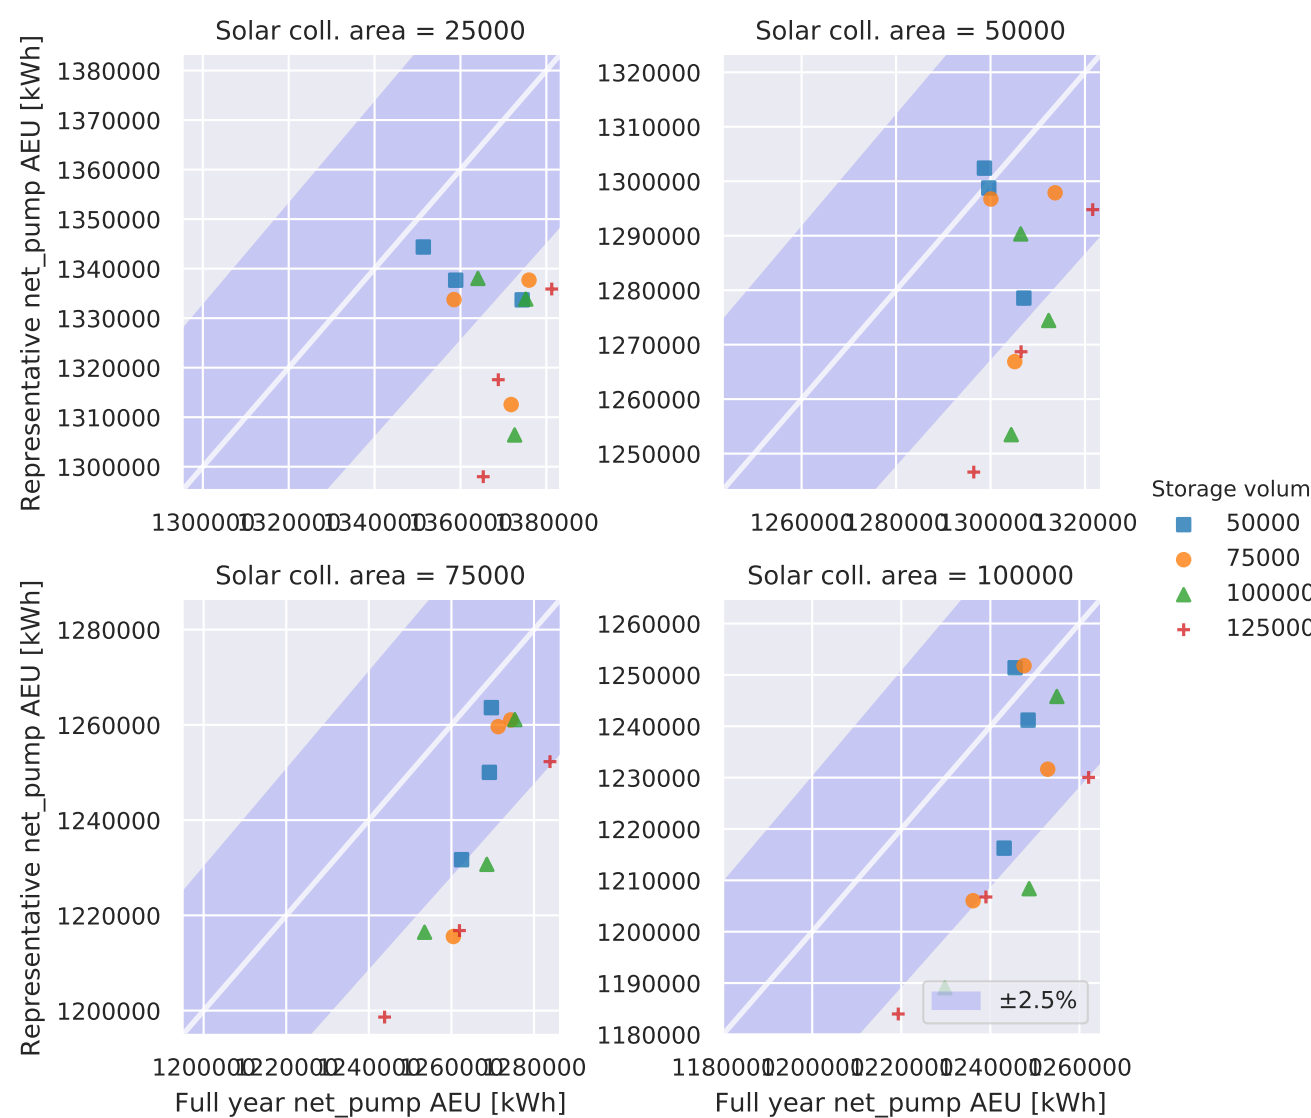 Solar coll. area = 25000
Solar coll. area = 50000
Representative net_pump AEU [kWh]
1380000
1370000
1360000
1350000
1340000
1330000
1320000
1310000
1300000
1320000
1310000
1300000
1290000
1280000
1270000
1260000
1250000
1300000 1320000 1340000 1360000 1380000
1260000 1280000 1300000 1320000
Storage volum
50000
75000
100000
125000
Solar coll. area = 75000
Solar coll. area = 100000
Representative net_pump AEU [kWh]
1280000
1260000
1240000
1220000
1200000
1260000
1250000
1240000
1230000
1220000
1210000
1200000
1190000
1180000
±2.5%
1200000 1220000 1240000 1260000 1280000
1180000 1200000 1220000 1240000 1260000
Full year net_pump AEU [kWh]
Full year net_pump AEU [kWh]